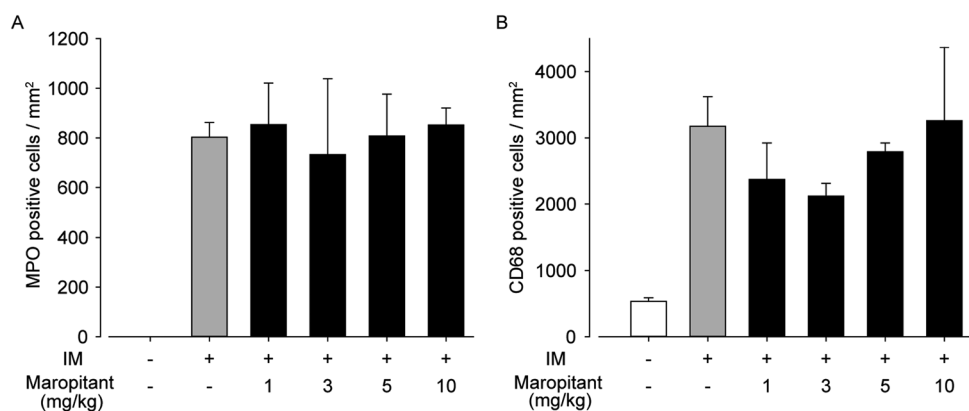 A
MPO positive cells / mm²
1200
1000
800
600
400
200
0
IM - + + + + +
Maropitant (mg/kg) - - 1 3 5 10
B
CD68 positive cells / mm²
4000
3000
2000
1000
0
IM - + + + + +
Maropitant (mg/kg) - - 1 3 5 10